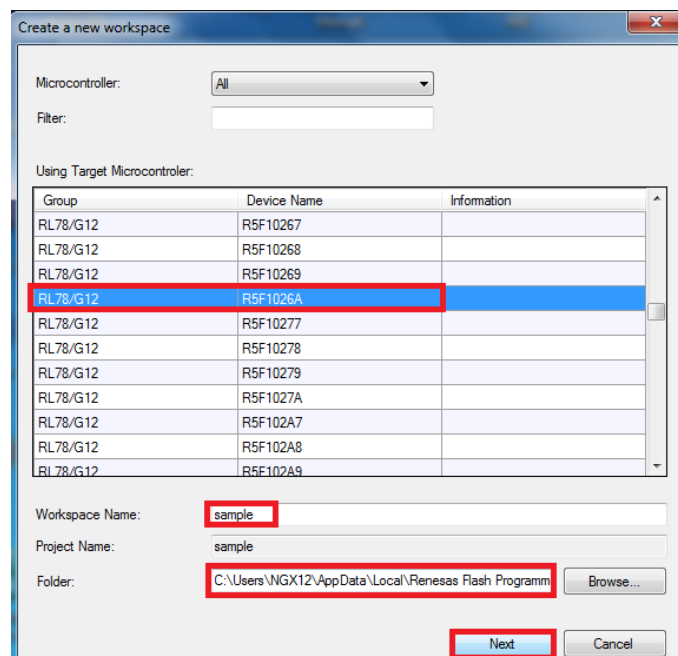 Create a new workspace
Microcontroller: All
Filter:
Using Target Microcontroler:
Group Device Name Information
RL78/G12 R5F10267
RL78/G12 R5F10268
RL78/G12 R5F10269
RL78/G12 R5F1026A
RL78/G12 R5F10277
RL78/G12 R5F10278
RL78/G12 R5F10279
RL78/G12 R5F1027A
RL78/G12 R5F102A7
RL78/G12 R5F102A8
RL78/G12 R5F102A9
Workspace Name: sample
Project Name: sample
Folder: C:\Users\NGX12\AppData\Local\Renesas Flash Programm Browse...
Next Cancel